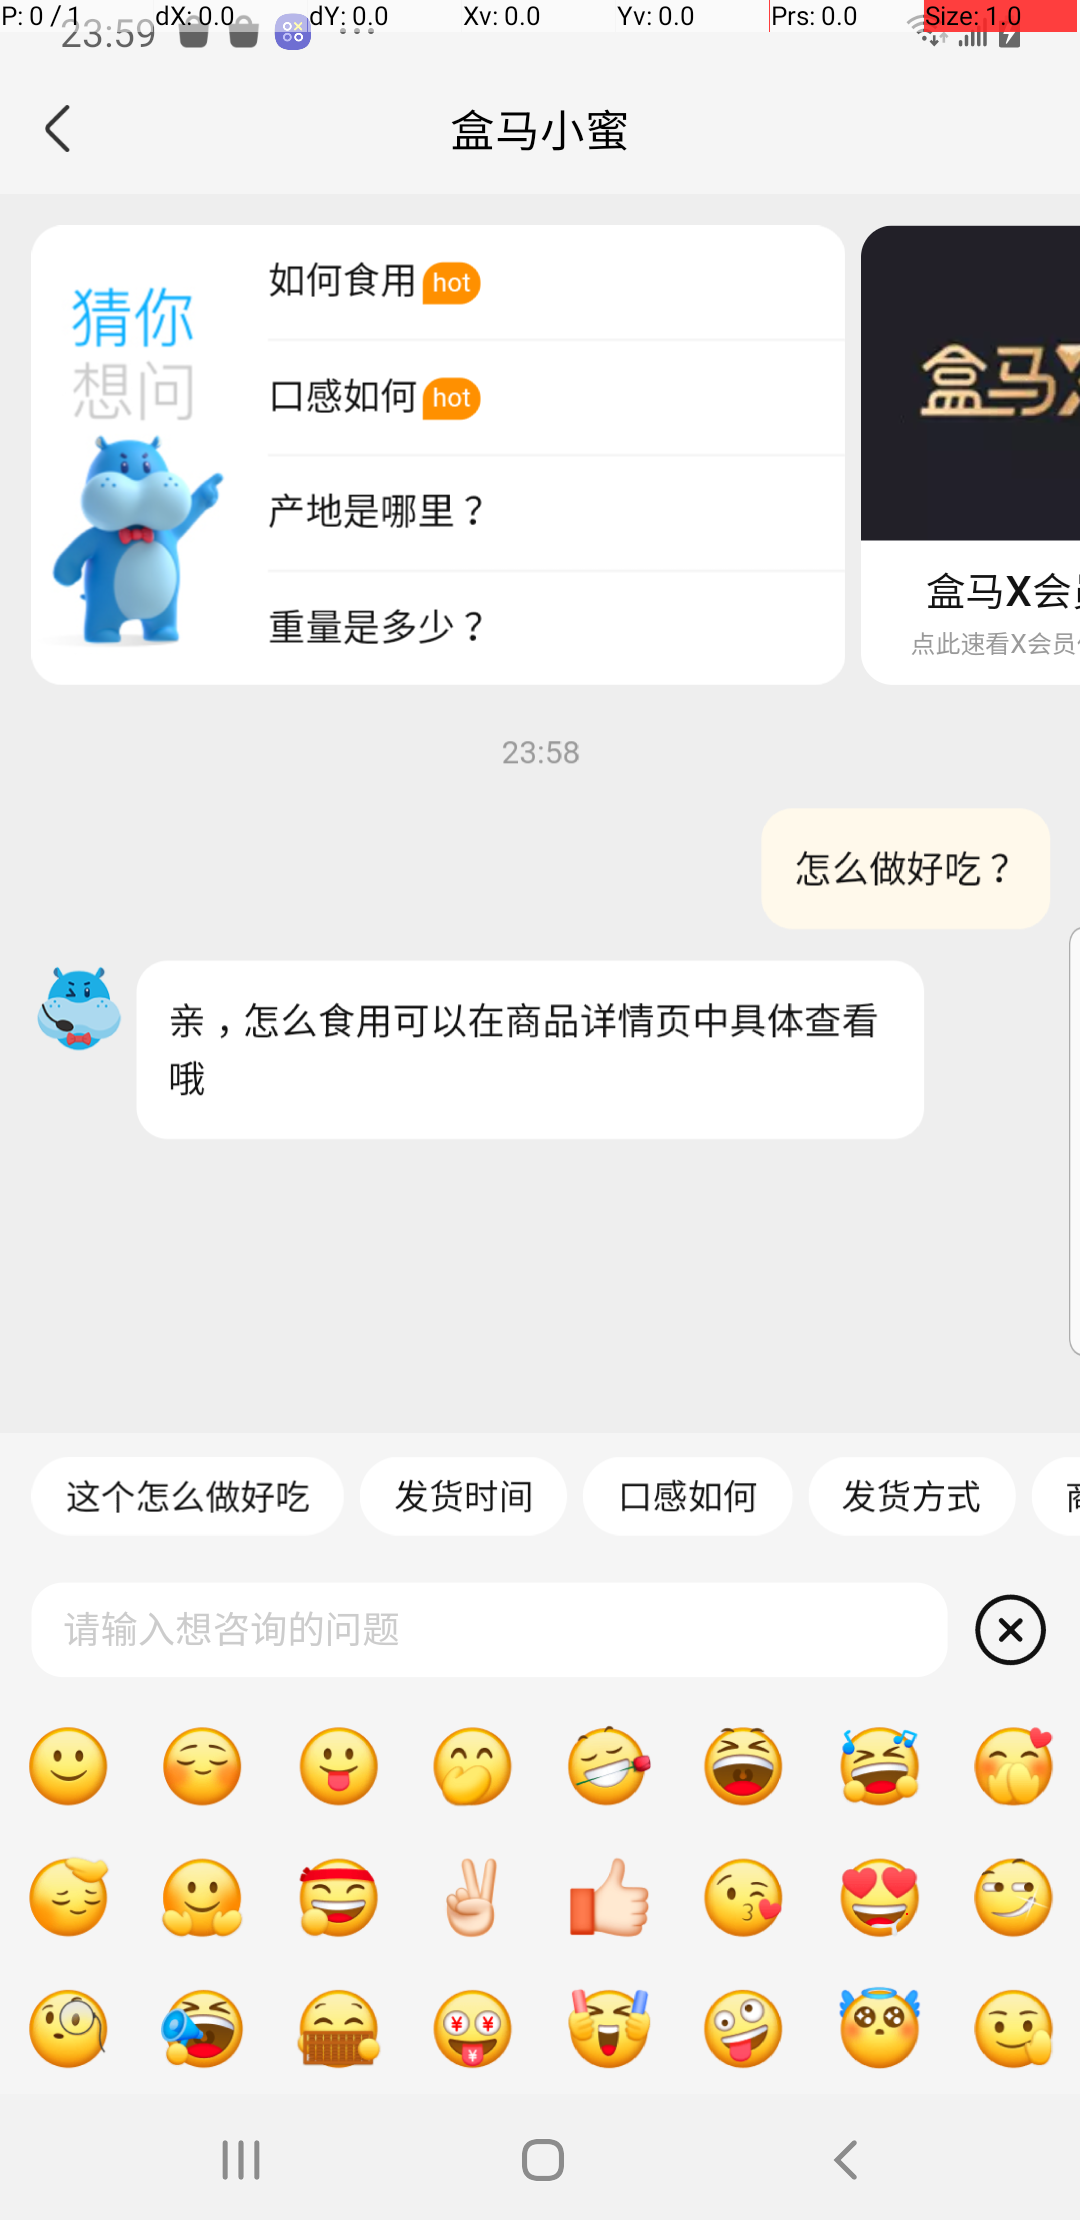 P: 0 / 1 dX: 0.0 dY: 0.0 Xv: 0.0 Yv: 0.0 Prs: 0.0 Size: 1.0
23:59
盒马小蜜
猜你
想问
如何食用 hot
口感如何 hot
产地是哪里？
重量是多少？
盒马X
盒马X会员
点此速看X会员
23:58
怎么做好吃？
亲，怎么食用可以在商品详情页中具体查看
哦
这个怎么做好吃 发货时间 口感如何 发货方式
请输入想咨询的问题